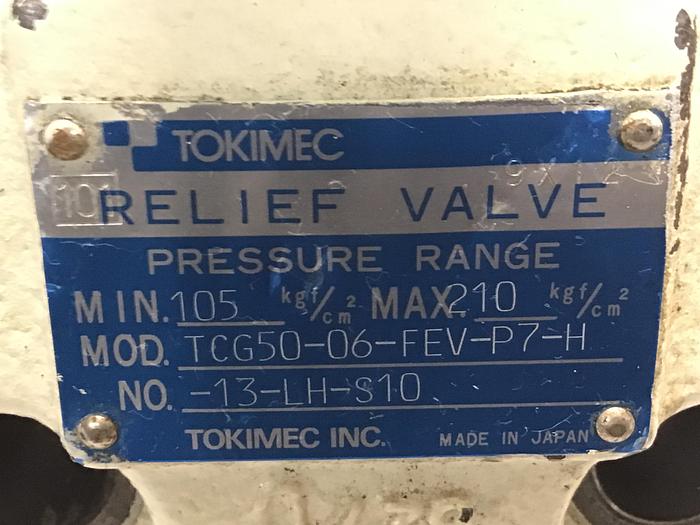 TOKIMEC
101
RELIEF VALVE
PRESSURE RANGE
MIN. 105 kgf/cm² MAX. 210 kgf/cm²
MOD. TCG50-06-FEV-P7-H
NO. -13-LH-S10
TOKIMEC INC. MADE IN JAPAN